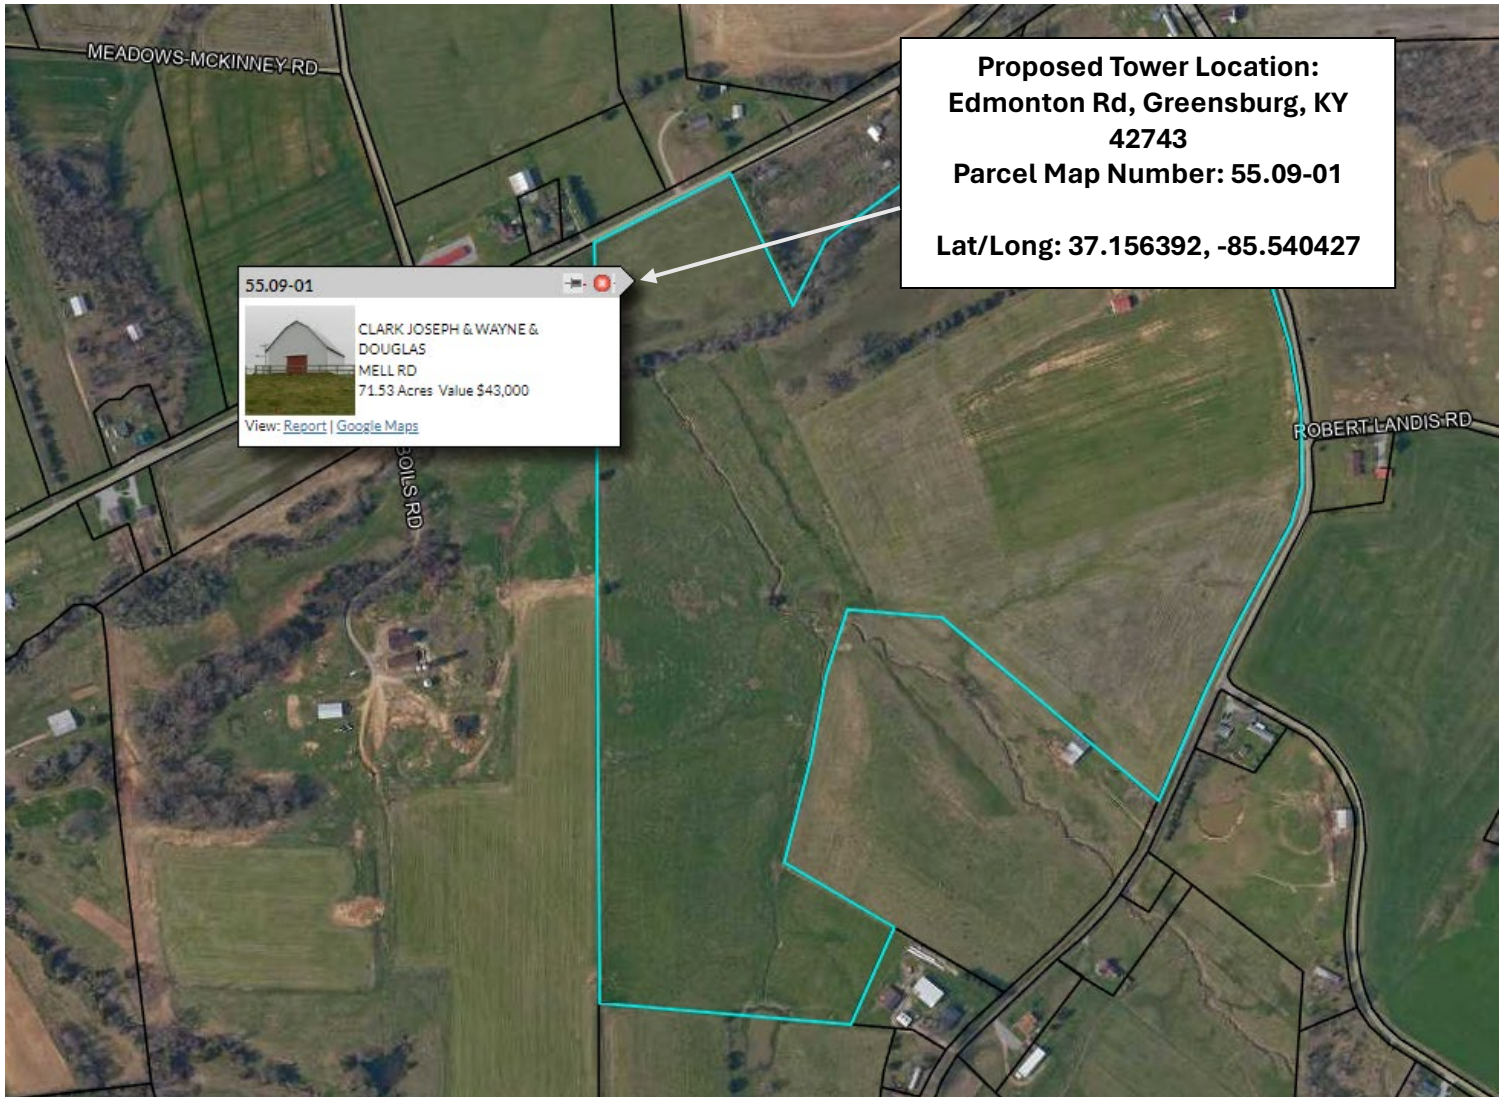 MEADOWS-MCKINNEY RD
Proposed Tower Location:
Edmonton Rd, Greensburg, KY
42743
Parcel Map Number: 55.09-01
Lat/Long: 37.156392, -85.540427
55.09-01
CLARK JOSEPH & WAYNE &
DOUGLAS
MELL RD
71.53 Acres Value $43,000
View: Report | Google Maps
ROBERT LANDIS RD
BOILS RD